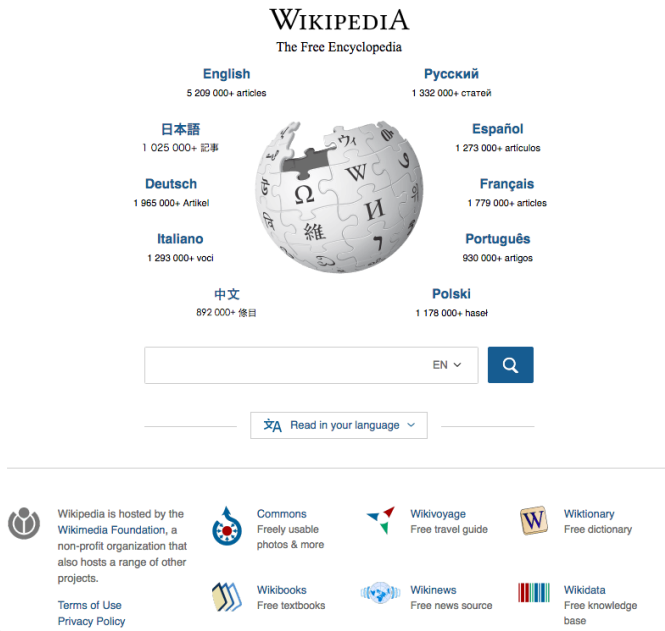 WIKIPEDIA
The Free Encyclopedia
English
5 209 000+ articles
Русский
1 332 000+ статей
日本語
1 025 000+ 記事
Español
1 273 000+ artículos
Deutsch
1 965 000+ Artikel
Français
1 779 000+ articles
Italiano
1 293 000+ voci
Português
930 000+ artigos
中文
892 000+ 條目
Polski
1 178 000+ haseł
Ω
W
И
維
ウィ
7
EN
Read in your language
Wikipedia is hosted by the
Wikimedia Foundation, a
non-profit organization that
also hosts a range of other
projects.
Terms of Use
Privacy Policy
Commons
Freely usable
photos & more
Wikivoyage
Free travel guide
Wiktionary
Free dictionary
Wikibooks
Free textbooks
Wikinews
Free news source
Wikidata
Free knowledge
base
W